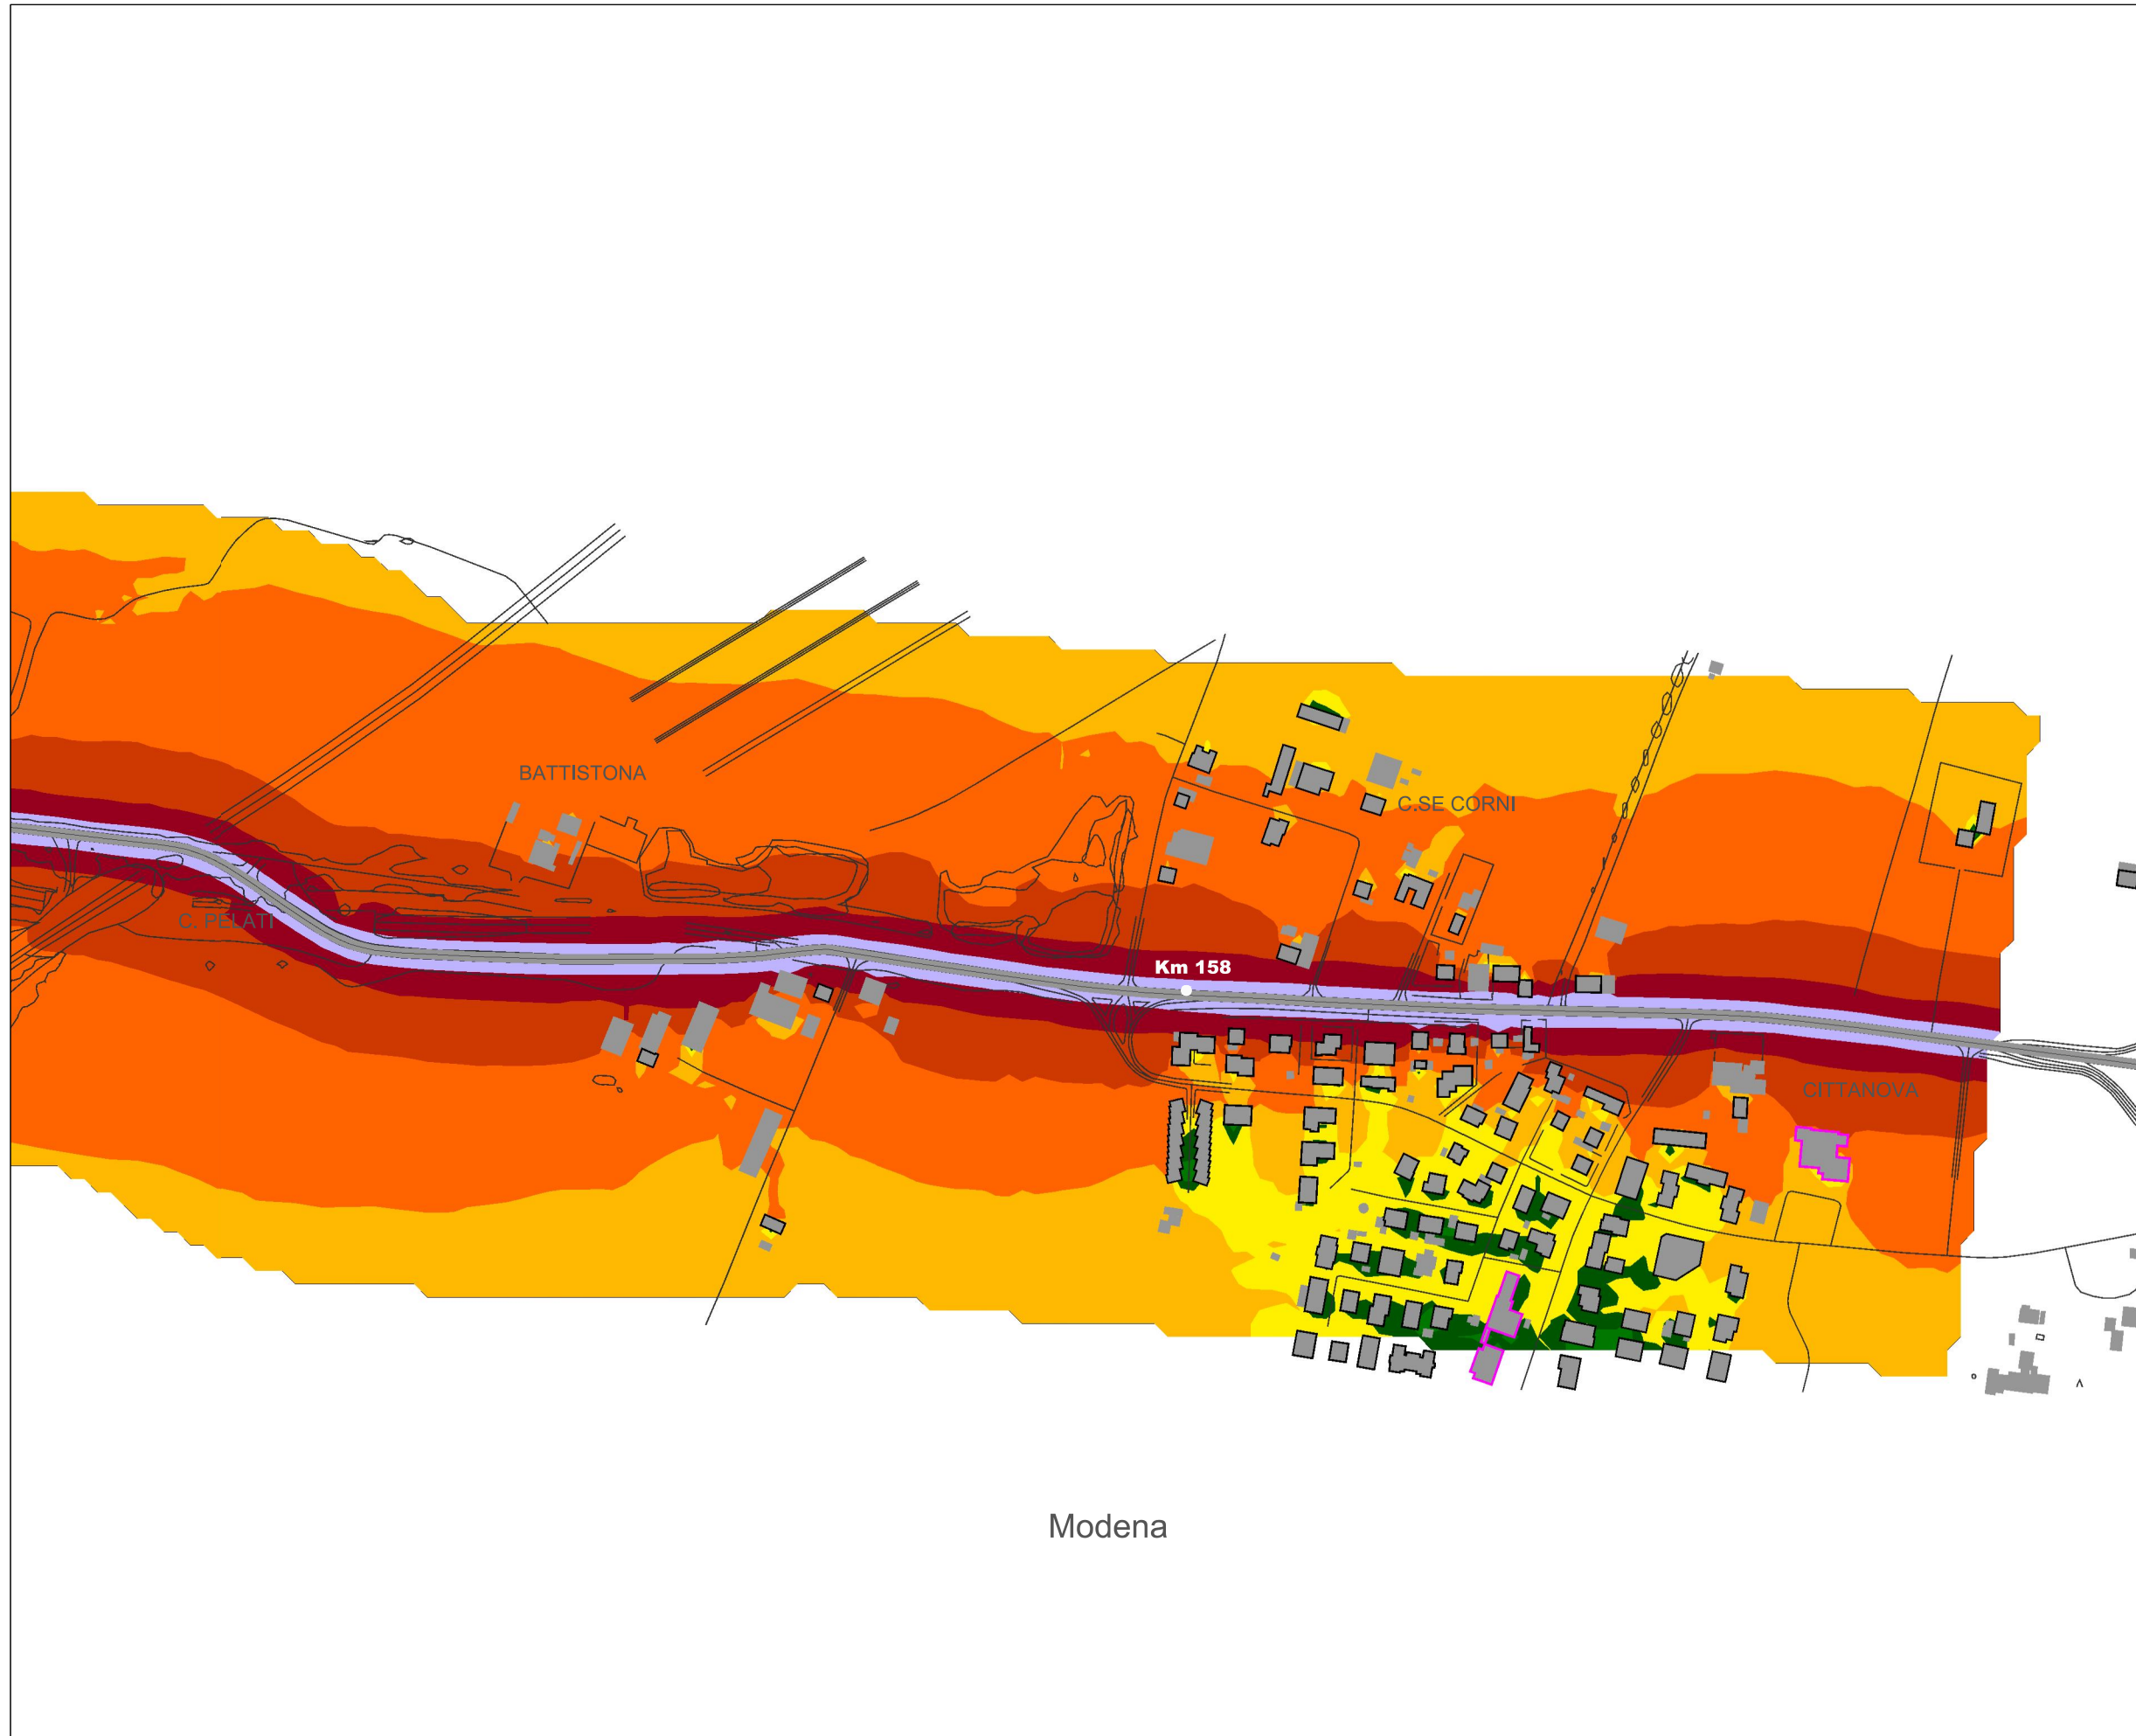 BATTISTONA
C.SE CORNI
C. PELATI
Km 158
CITTANOVA
Modena